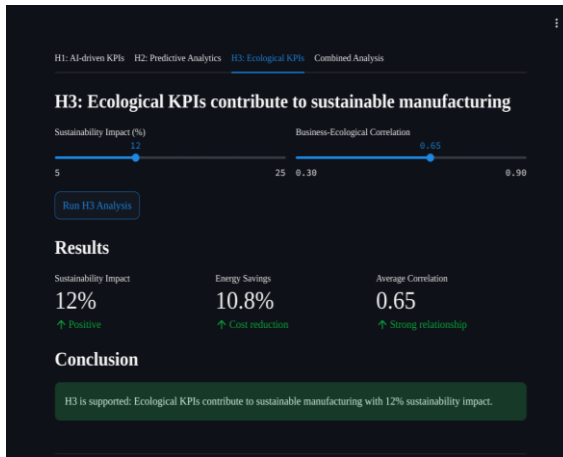 H1: AI-driven KPIs H2: Predictive Analytics H3: Ecological KPIs Combined Analysis
H3: Ecological KPIs contribute to sustainable manufacturing
Sustainability Impact (%) Business-Ecological Correlation
12 0.65
5 25 0.30 0.90
Run H3 Analysis
Results
Sustainability Impact Energy Savings Average Correlation
12% 10.8% 0.65
↑ Positive ↑ Cost reduction ↑ Strong relationship
Conclusion
H3 is supported: Ecological KPIs contribute to sustainable manufacturing with 12% sustainability impact.